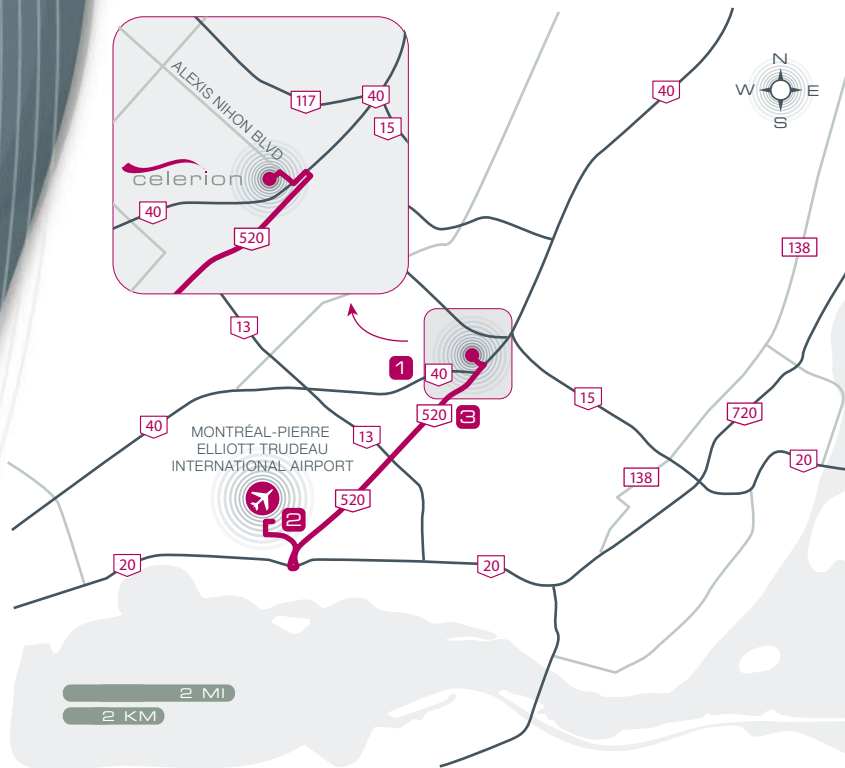 ALEXIS NIHON BLVD
117
40
15
celerion
40
520
N
W
E
S
40
138
13
1
40
520
3
15
720
20
138
40
13
MONTRÉAL-PIERRE
ELLIOTT TRUDEAU
INTERNATIONAL AIRPORT
520
2
20
20
2 MI
2 KM